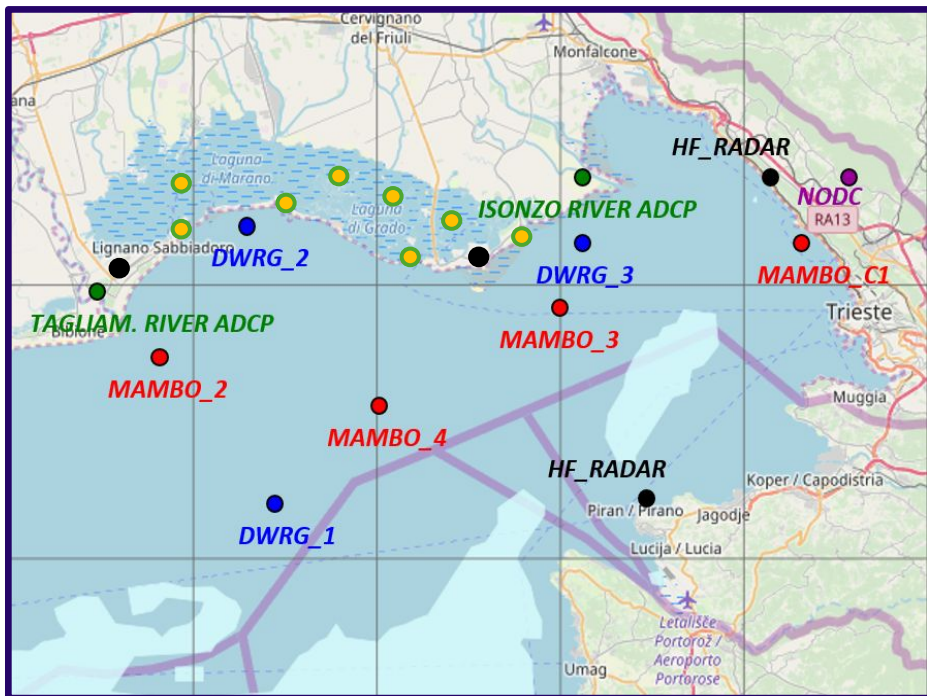 Cervignano
del Friuli
Monfalcone
ana
HF_RADAR
Laguna
di Marano
NODC
RA13
Laguna
di Grado
ISONZO RIVER ADCP
Lignano Sabbiadoro
DWRG_2
DWRG_3
MAMBO_C1
Trieste
TAGLIAM. RIVER ADCP
Bibione
MAMBO_3
MAMBO_2
Muggia
MAMBO_4
HF_RADAR
Koper / Capodistria
Piran / Pirano
Jagodje
DWRG_1
Lucija / Lucia
Letališče
Portorož /
Aeroporto
Portorose
Umag